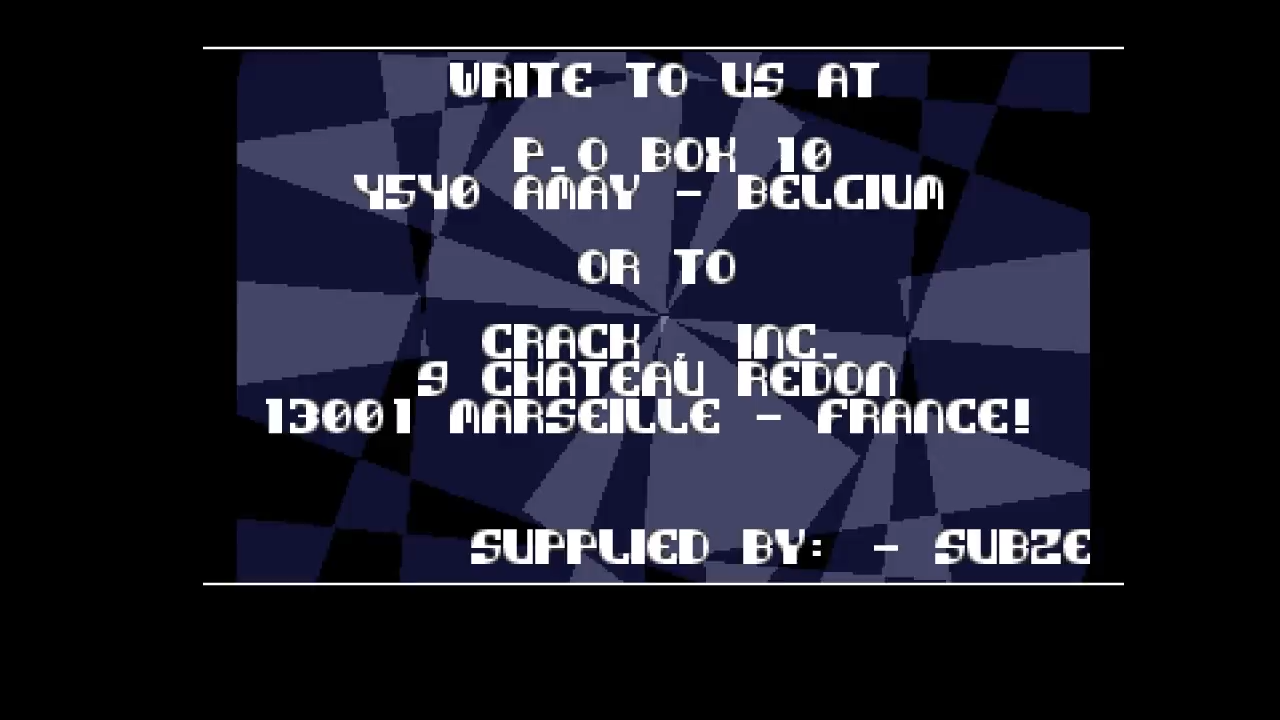 WRITE TO US AT
P.O BOX 10
4540 AMAY - BELGIUM
OR TO
CRACK INC.
9 CHATEAU REDON
13001 MARSEILLE - FRANCE!
SUPPLIED BY: - SUBZE